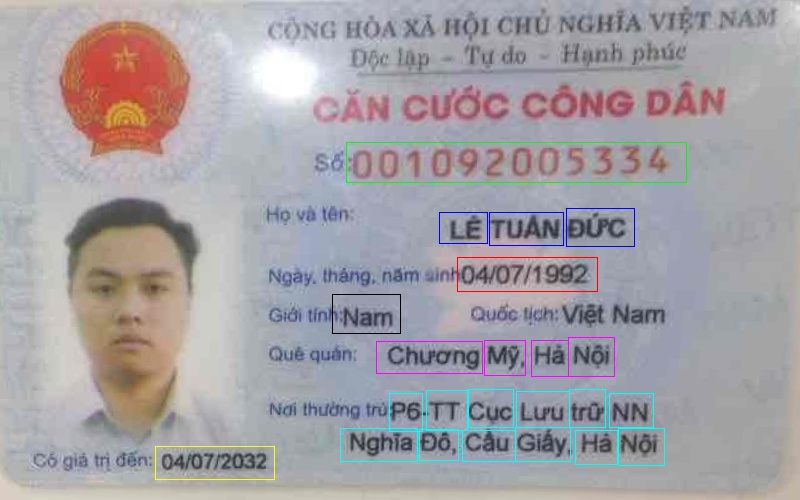 CỘNG HÒA XÃ HỘI CHỦ NGHĨA VIỆT NAM
Độc lập - Tự do - Hạnh phúc
CĂN CƯỚC CÔNG DÂN
Số: 001092005334
Họ và tên: LÊ TUẤN ĐỨC
Ngày, tháng, năm sinh: 04/07/1992
Giới tính: Nam Quốc tịch: Việt Nam
Quê quán: Chương Mỹ, Hà Nội
Nơi thường trú: P6-TT Cục Lưu trữ NN
Nghĩa Đô, Cầu Giấy, Hà Nội
Có giá trị đến: 04/07/2032